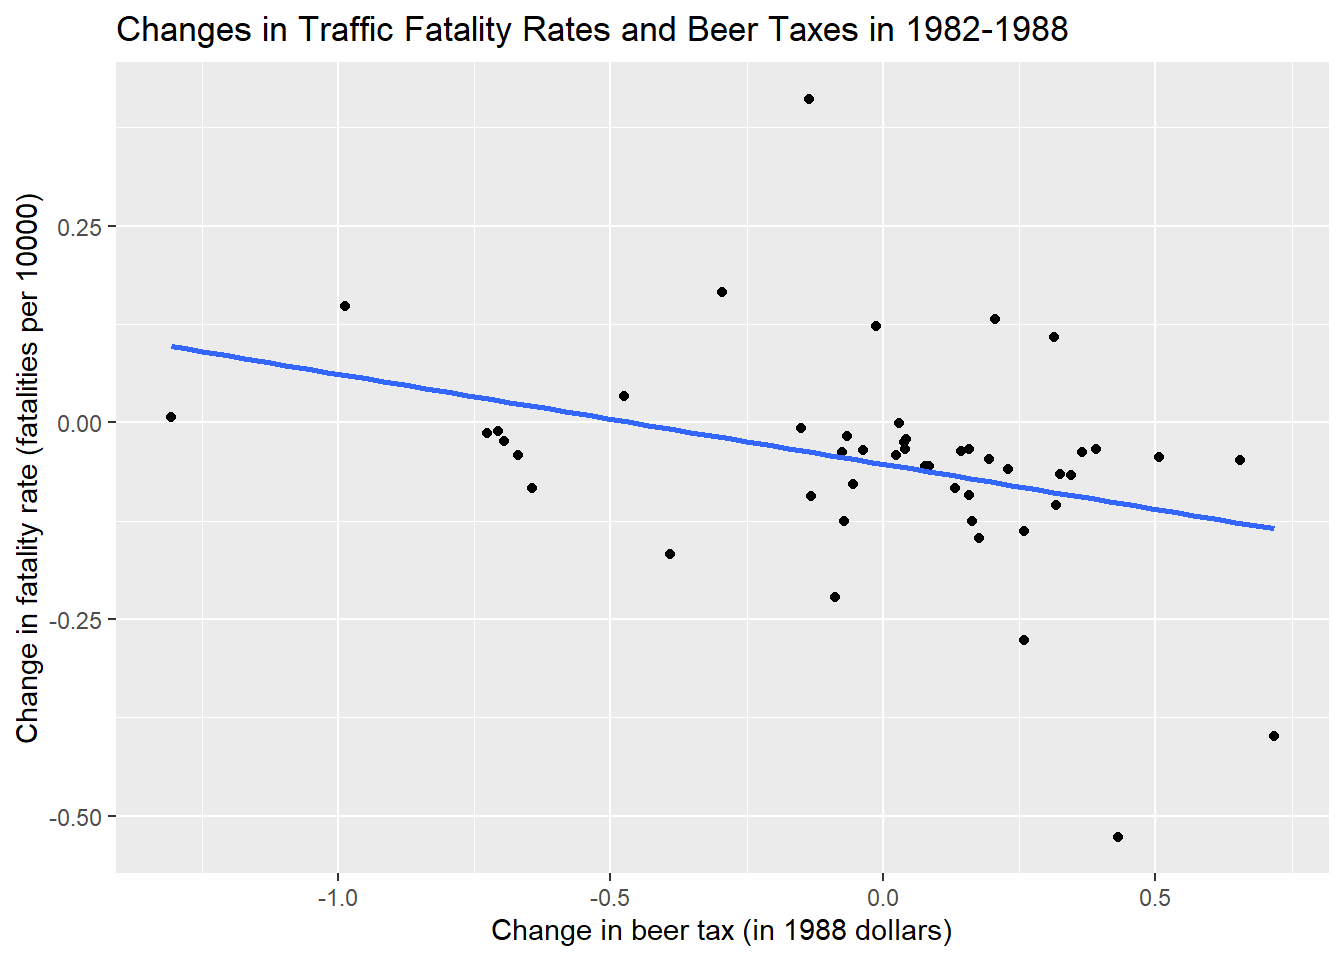 Changes in Traffic Fatality Rates and Beer Taxes in 1982-1988
Change in fatality rate (fatalities per 10000)
0.25
0.00
-0.25
-0.50
-1.0 -0.5 0.0 0.5
Change in beer tax (in 1988 dollars)